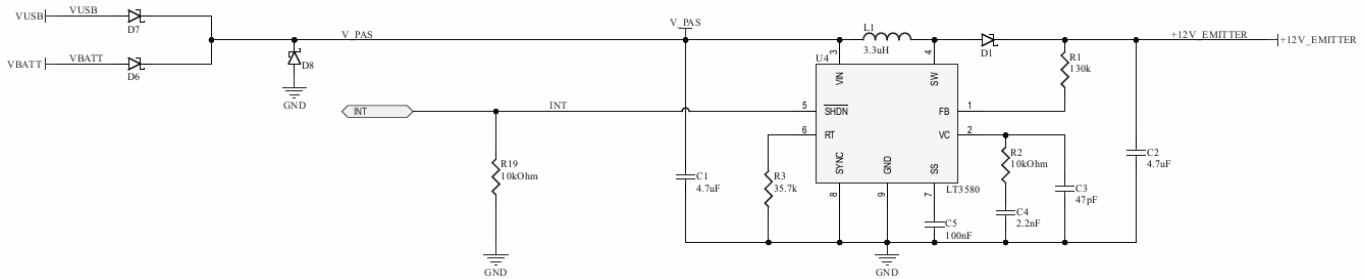 VUSB VUSB
D7
VBATT VBATT
D6
D8
GND
V_PAS
V_PAS
L1
3.3uH
D1
+12V_EMITTER +12V_EMITTER
R1
130k
INT INT
R19
10kOhm
GND
C1
4.7uF
R3
35.7k
U4
3 VIN
4 SW
5 SHDN
6 RT
1 FB
2 VC
8 SYNC
9 GND
7 SS
LT3580
C5
100nF
R2
10kOhm
C4
2.2nF
C3
47pF
C2
4.7uF
GND